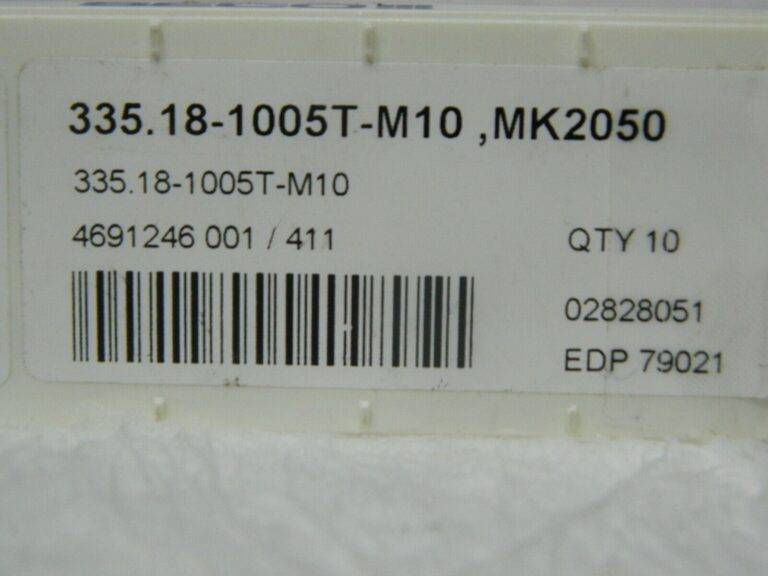 335.18-1005T-M10 ,MK2050
335.18-1005T-M10
4691246 001 / 411
QTY 10
02828051
EDP 79021